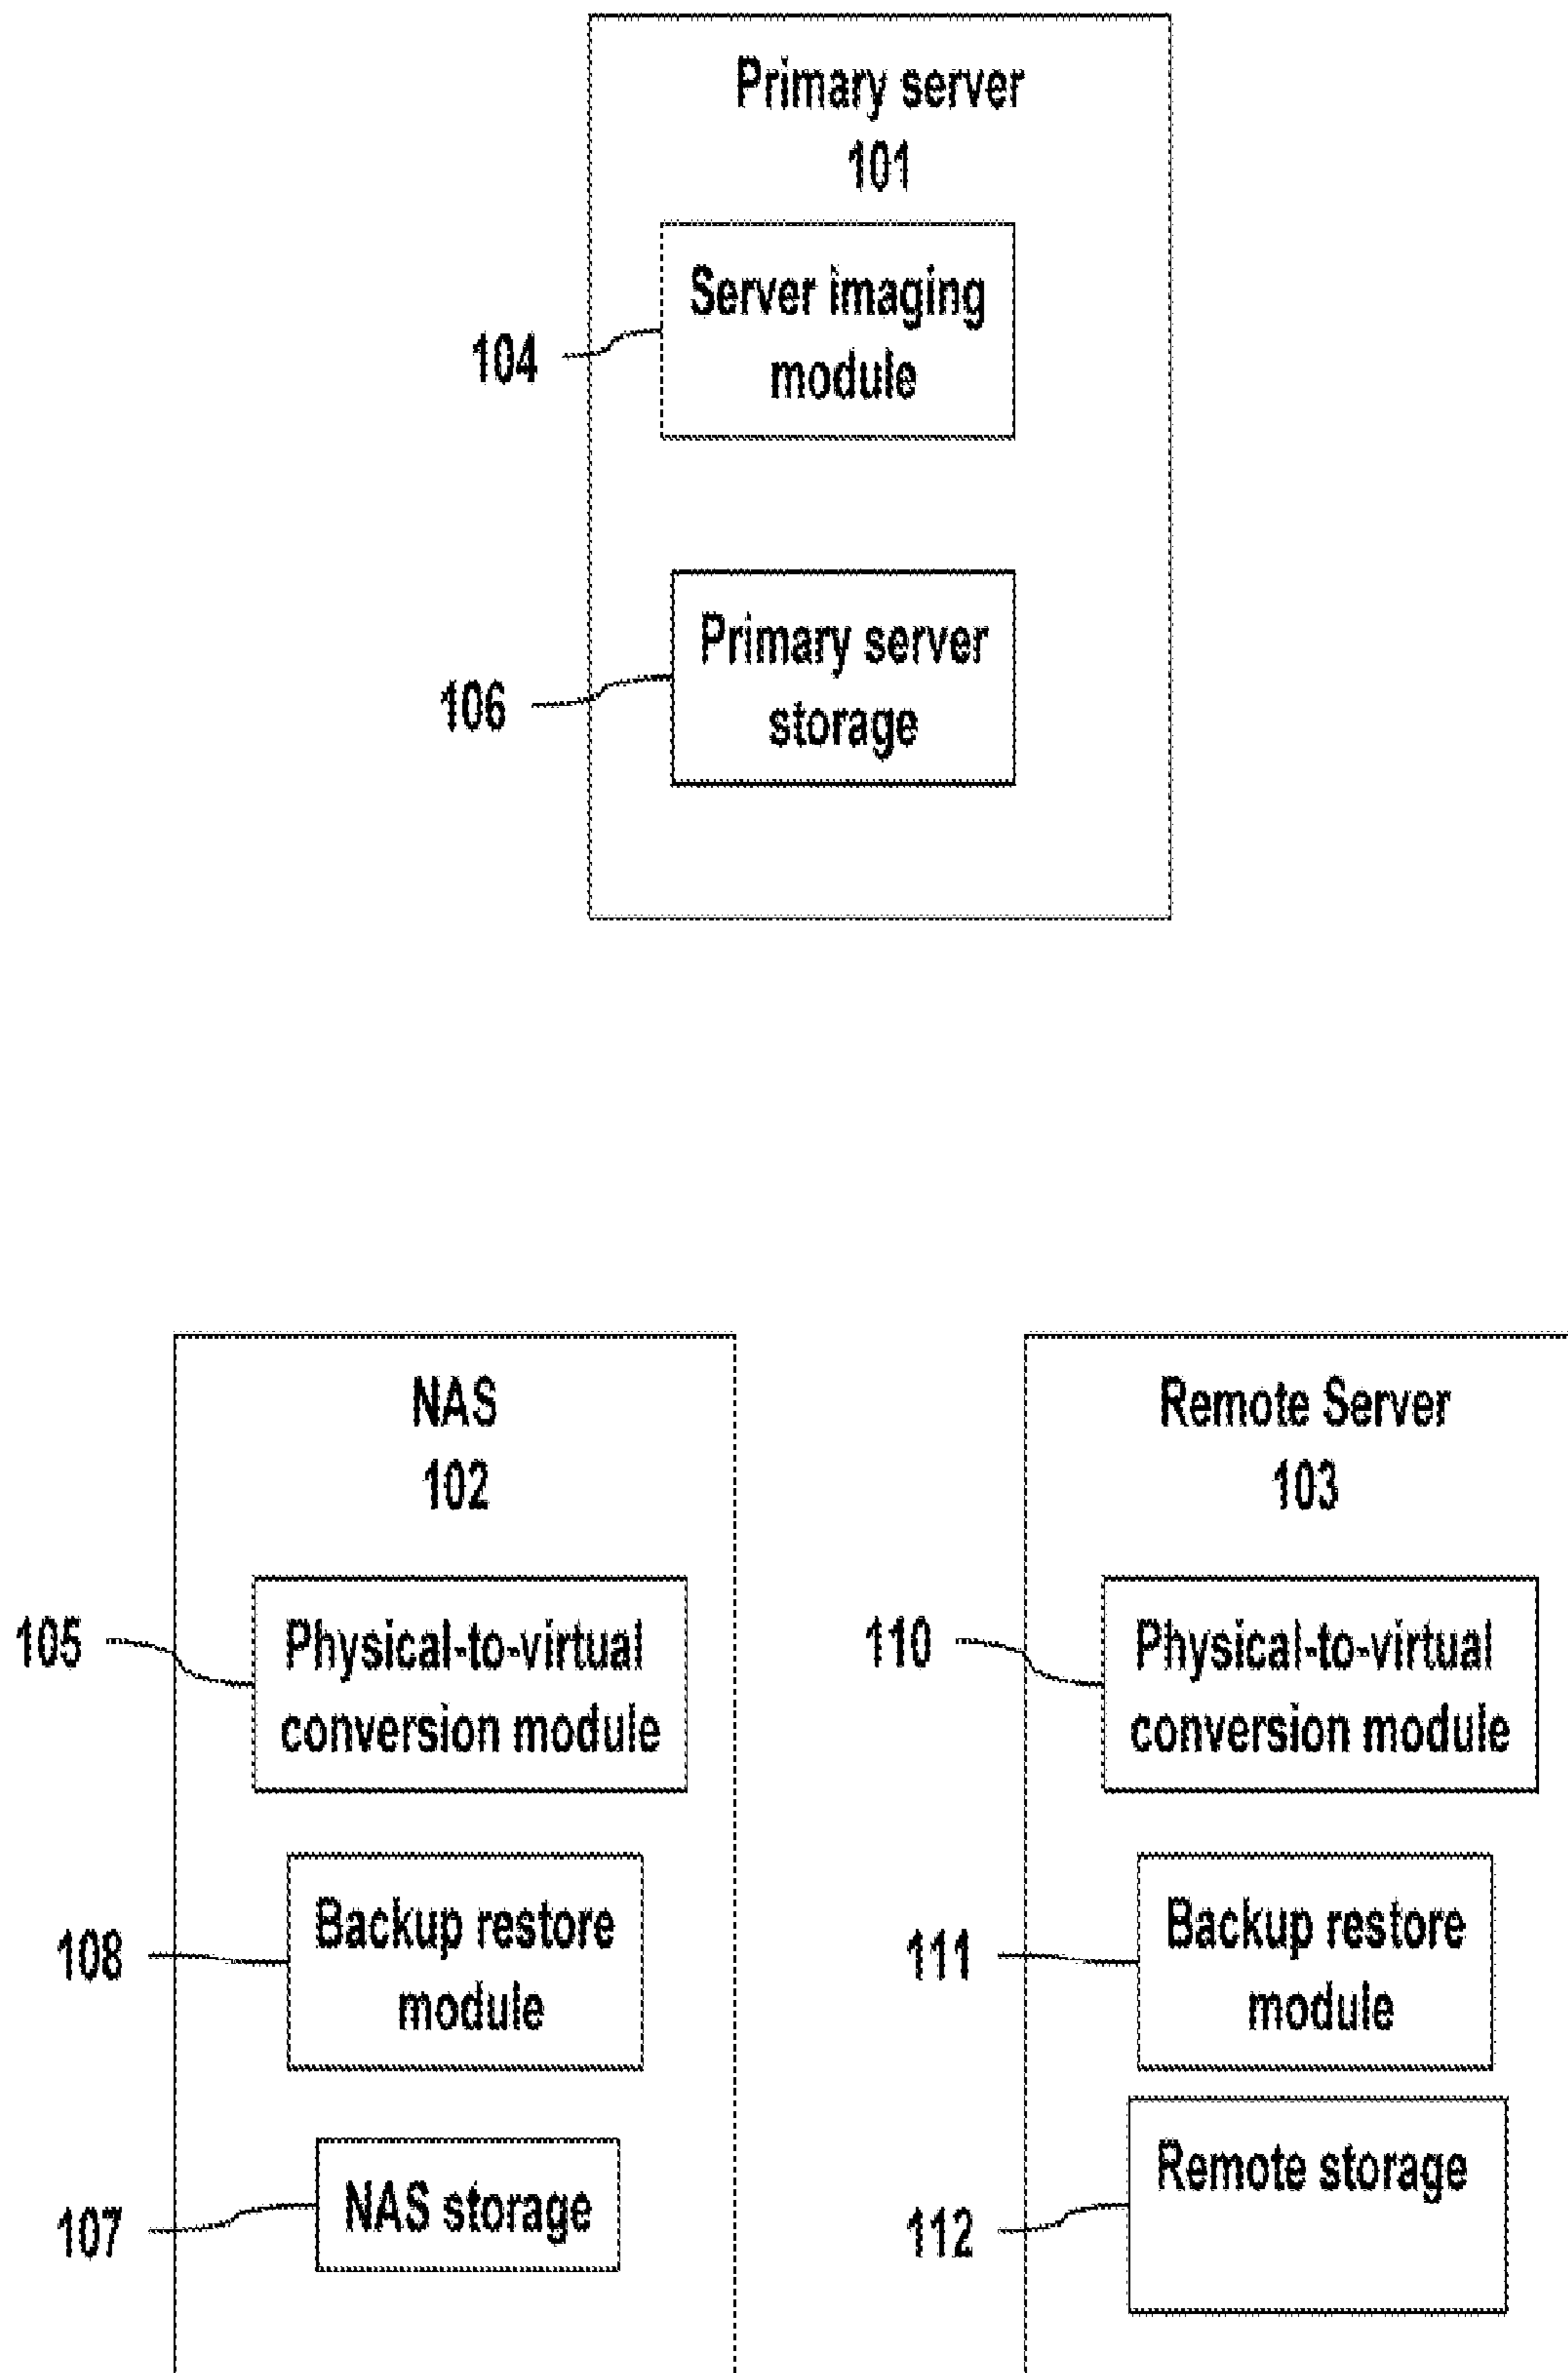 Primary server
101
Server imaging
module
104
Primary server
storage
106
NAS
102
Physical-to-virtual
conversion module
105
Backup restore
module
108
NAS storage
107
Remote Server
103
Physical-to-virtual
conversion module
110
Backup restore
module
111
Remote storage
112